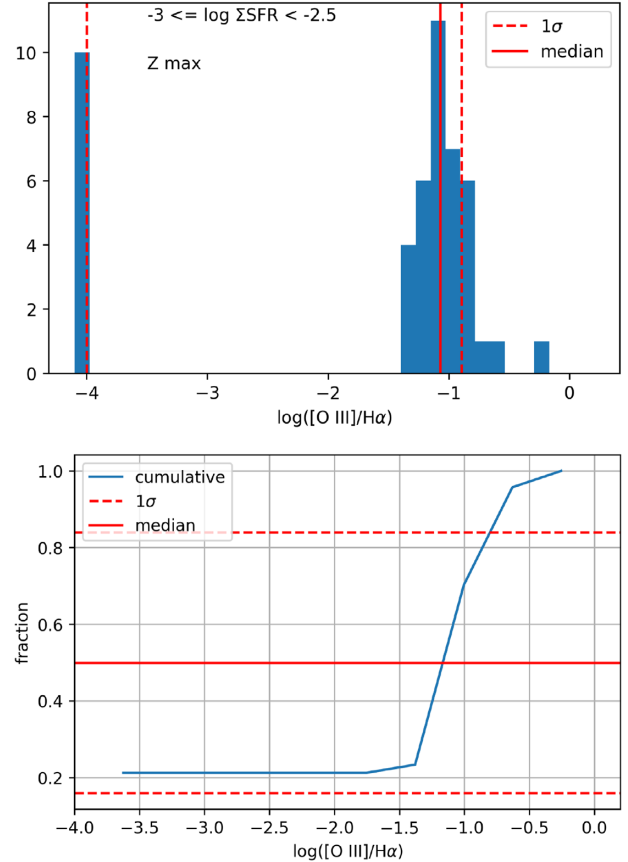 -3 <= log ΣSFR < -2.5
Z max
1σ
median
10
8
6
4
2
0
−4
−3
−2
−1
0
log([O III]/Hα)
cumulative
1σ
median
1.0
0.8
0.6
0.4
0.2
fraction
−4.0
−3.5
−3.0
−2.5
−2.0
−1.5
−1.0
−0.5
0.0
log([O III]/Hα)